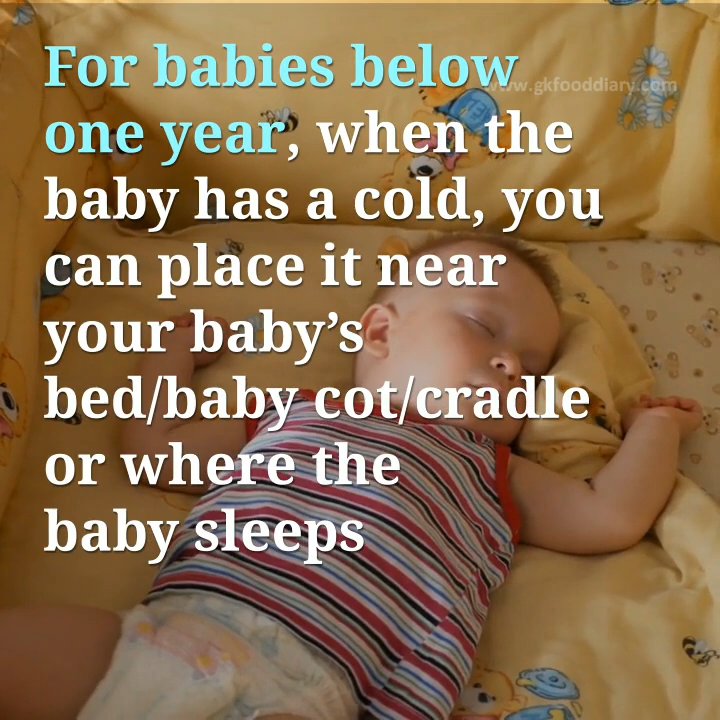 For babies below
www.gkfooddiary.com
one year, when the
baby has a cold, you
can place it near
your baby’s
bed/baby cot/cradle
or where the
baby sleeps